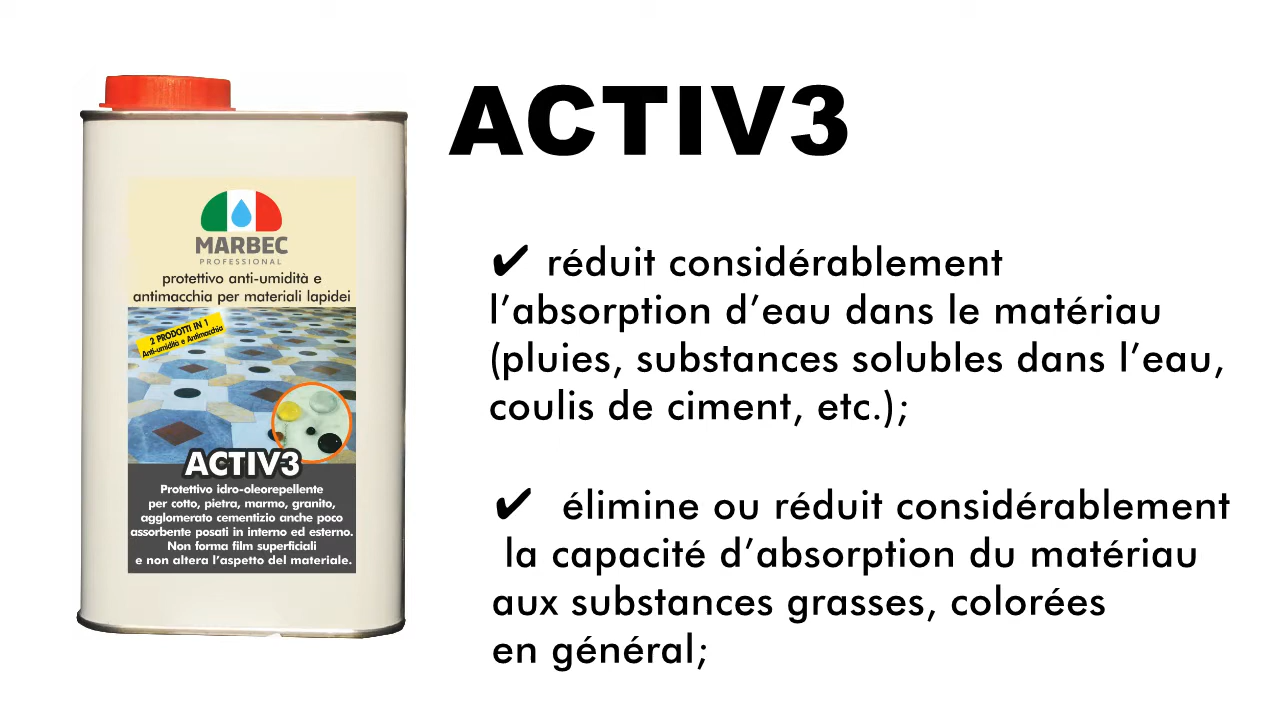 ACTIV3
✔ réduit considérablement
l’absorption d’eau dans le matériau
(pluies, substances solubles dans l’eau,
coulis de ciment, etc.);
✔ élimine ou réduit considérablement
la capacité d’absorption du matériau
aux substances grasses, colorées
en général;
MARBEC
PROFESSIONAL
protettivo anti-umidità e
antimacchia per materiali lapidei
2 PRODOTTI IN 1
Anti-umidità e Antimacchia
ACTIV3
Protettivo idro-oleorepellente
per cotto, pietra, marmo, granito,
agglomerato cementizio anche poco
assorbente posati in interno ed esterno.
Non forma film superficiali
e non altera l’aspetto del materiale.